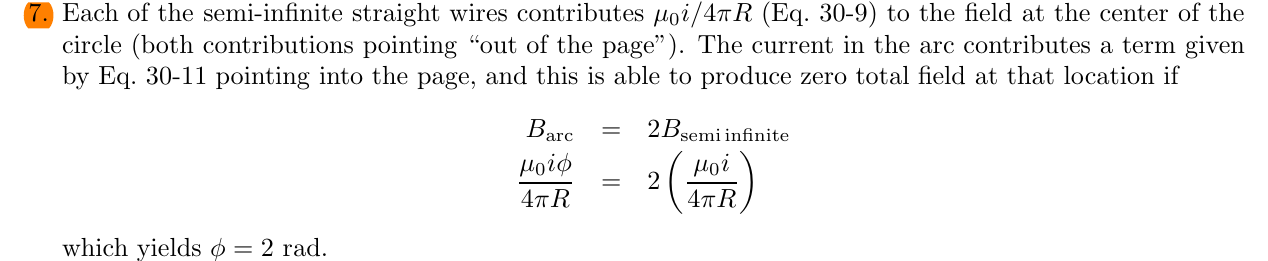 7. Each of the semi-infinite straight wires contributes μ₀i/4πR (Eq. 30-9) to the field at the center of the
circle (both contributions pointing “out of the page”). The current in the arc contributes a term given
by Eq. 30-11 pointing into the page, and this is able to produce zero total field at that location if
B_arc = 2B_semi infinite
μ₀iϕ/4πR = 2(μ₀i/4πR)
which yields ϕ = 2 rad.